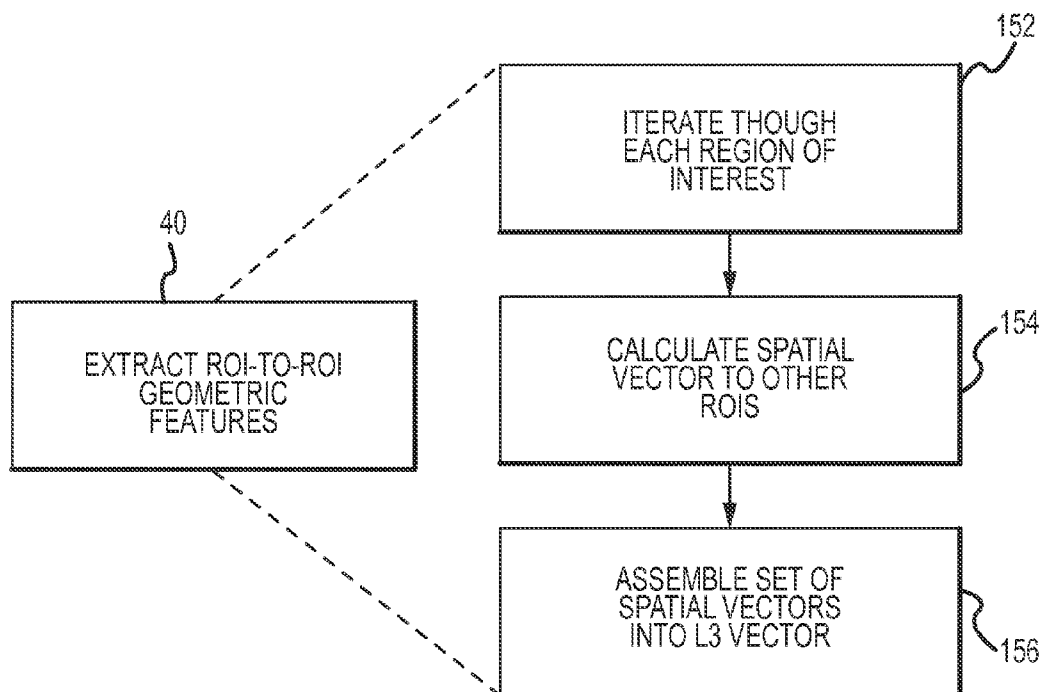 152
ITERATE THOUGH
EACH REGION OF
INTEREST
40
EXTRACT ROI-TO-ROI
GEOMETRIC
FEATURES
154
CALCULATE SPATIAL
VECTOR TO OTHER
ROIS
ASSEMBLE SET OF
SPATIAL VECTORS
INTO L3 VECTOR
156